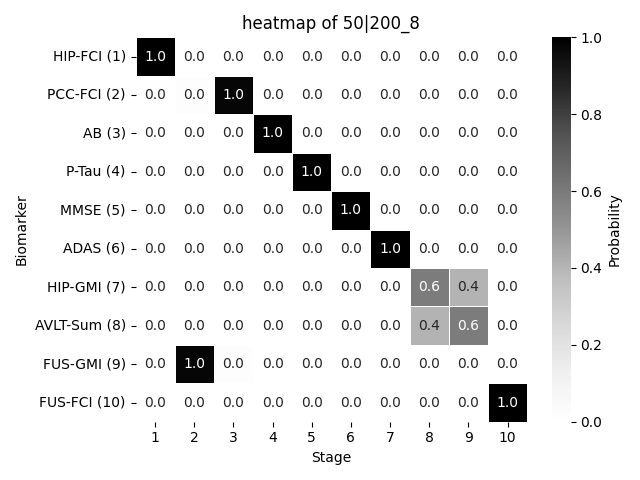 heatmap of 50|200_8
HIP-FCI (1) 1.0 0.0 0.0 0.0 0.0 0.0 0.0 0.0 0.0 0.0
PCC-FCI (2) 0.0 0.0 1.0 0.0 0.0 0.0 0.0 0.0 0.0 0.0
AB (3) 0.0 0.0 0.0 1.0 0.0 0.0 0.0 0.0 0.0 0.0
P-Tau (4) 0.0 0.0 0.0 0.0 1.0 0.0 0.0 0.0 0.0 0.0
MMSE (5) 0.0 0.0 0.0 0.0 0.0 1.0 0.0 0.0 0.0 0.0
ADAS (6) 0.0 0.0 0.0 0.0 0.0 0.0 1.0 0.0 0.0 0.0
HIP-GMI (7) 0.0 0.0 0.0 0.0 0.0 0.0 0.0 0.6 0.4 0.0
AVLT-Sum (8) 0.0 0.0 0.0 0.0 0.0 0.0 0.0 0.4 0.6 0.0
FUS-GMI (9) 0.0 1.0 0.0 0.0 0.0 0.0 0.0 0.0 0.0 0.0
FUS-FCI (10) 0.0 0.0 0.0 0.0 0.0 0.0 0.0 0.0 0.0 1.0
1 2 3 4 5 6 7 8 9 10
Stage
Biomarker
1.0
0.8
0.6
0.4
0.2
0.0
Probability